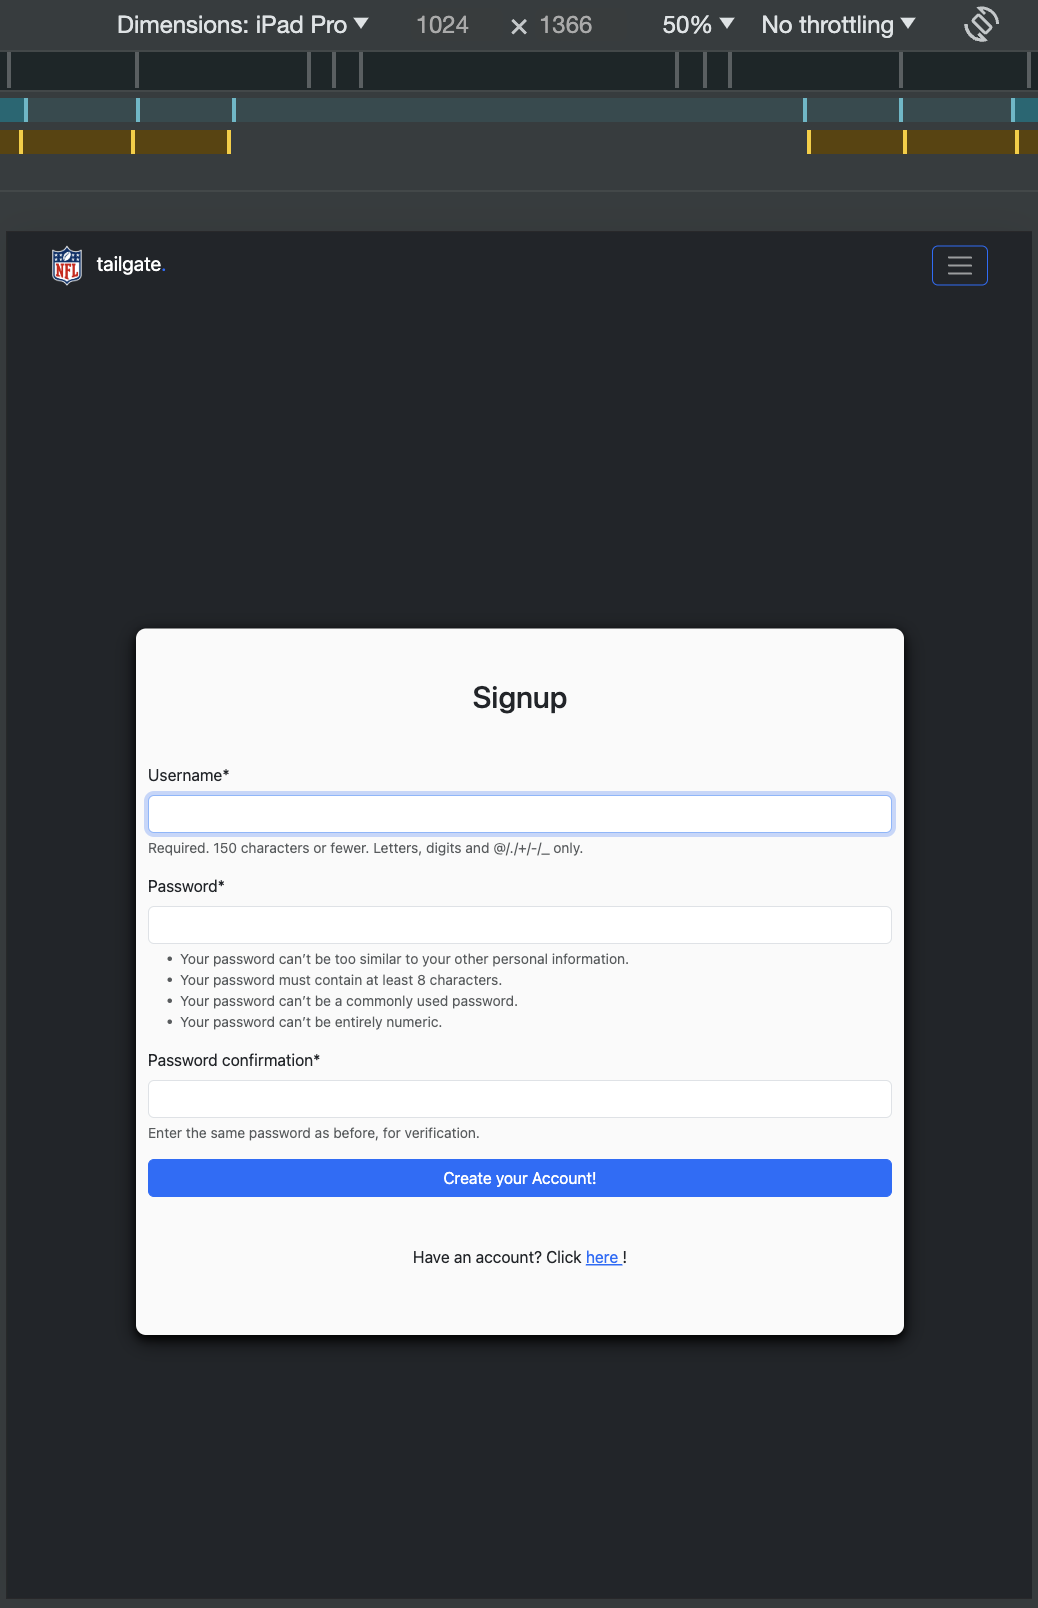 Dimensions: iPad Pro 1024 × 1366 50% No throttling
NFL tailgate.
Signup
Username*
Required. 150 characters or fewer. Letters, digits and @/./+/-/_ only.
Password*
• Your password can’t be too similar to your other personal information.
• Your password must contain at least 8 characters.
• Your password can’t be a commonly used password.
• Your password can’t be entirely numeric.
Password confirmation*
Enter the same password as before, for verification.
Create your Account!
Have an account? Click here !